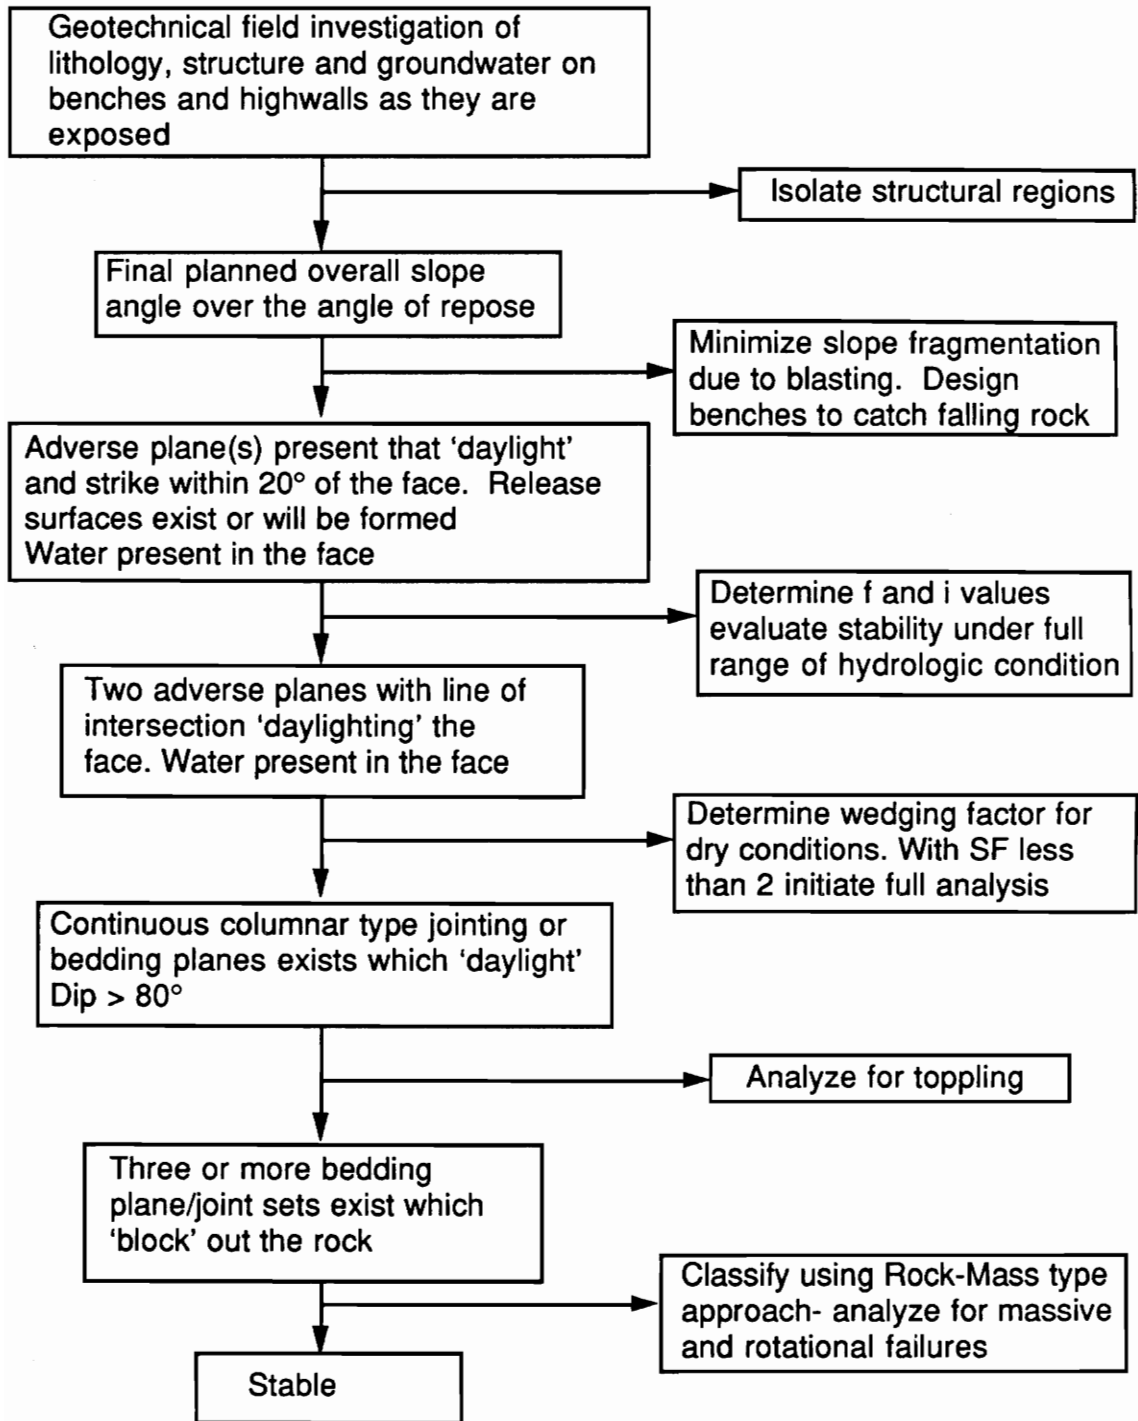 Geotechnical field investigation of
lithology, structure and groundwater on
benches and highwalls as they are
exposed
Isolate structural regions
Final planned overall slope
angle over the angle of repose
Minimize slope fragmentation
due to blasting.  Design
benches to catch falling rock
Adverse plane(s) present that ‘daylight’
and strike within 20° of the face.  Release
surfaces exist or will be formed
Water present in the face
Determine f and i values
evaluate stability under full
range of hydrologic condition
Two adverse planes with line of
intersection ‘daylighting’ the
face. Water present in the face
Determine wedging factor for
dry conditions. With SF less
than 2 initiate full analysis
Continuous columnar type jointing or
bedding planes exists which ‘daylight’
Dip > 80°
Analyze for toppling
Three or more bedding
plane/joint sets exist which
‘block’ out the rock
Classify using Rock-Mass type
approach- analyze for massive
and rotational failures
Stable